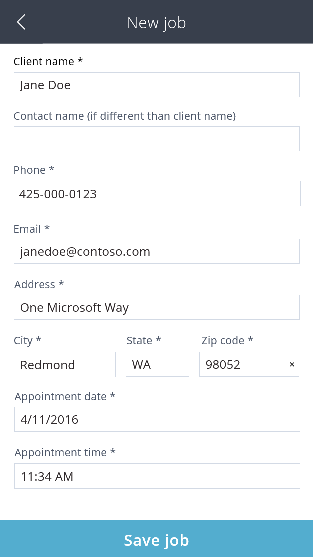 New job
Client name *
Jane Doe
Contact name (if different than client name)
Phone *
425-000-0123
Email *
janedoe@contoso.com
Address *
One Microsoft Way
City * State * Zip code *
Redmond WA 98052 ×
Appointment date *
4/11/2016
Appointment time *
11:34 AM
Save job